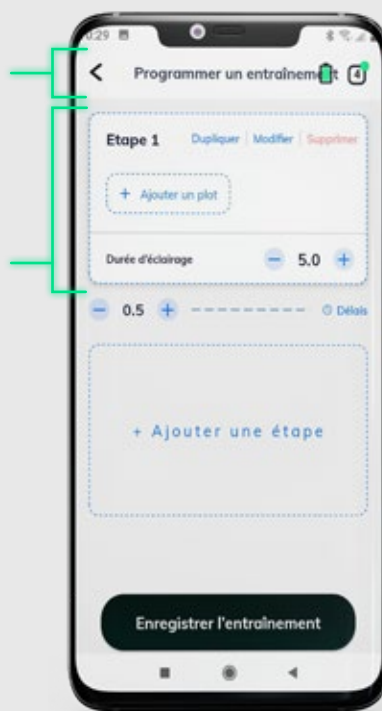 0:29
Programmer un entraînement 4
Etape 1 Dupliquer Modifier Supprimer
+ Ajouter un plot
Durée d'éclairage − 5.0 +
− 0.5 + Délais
+ Ajouter une étape
Enregistrer l'entraînement